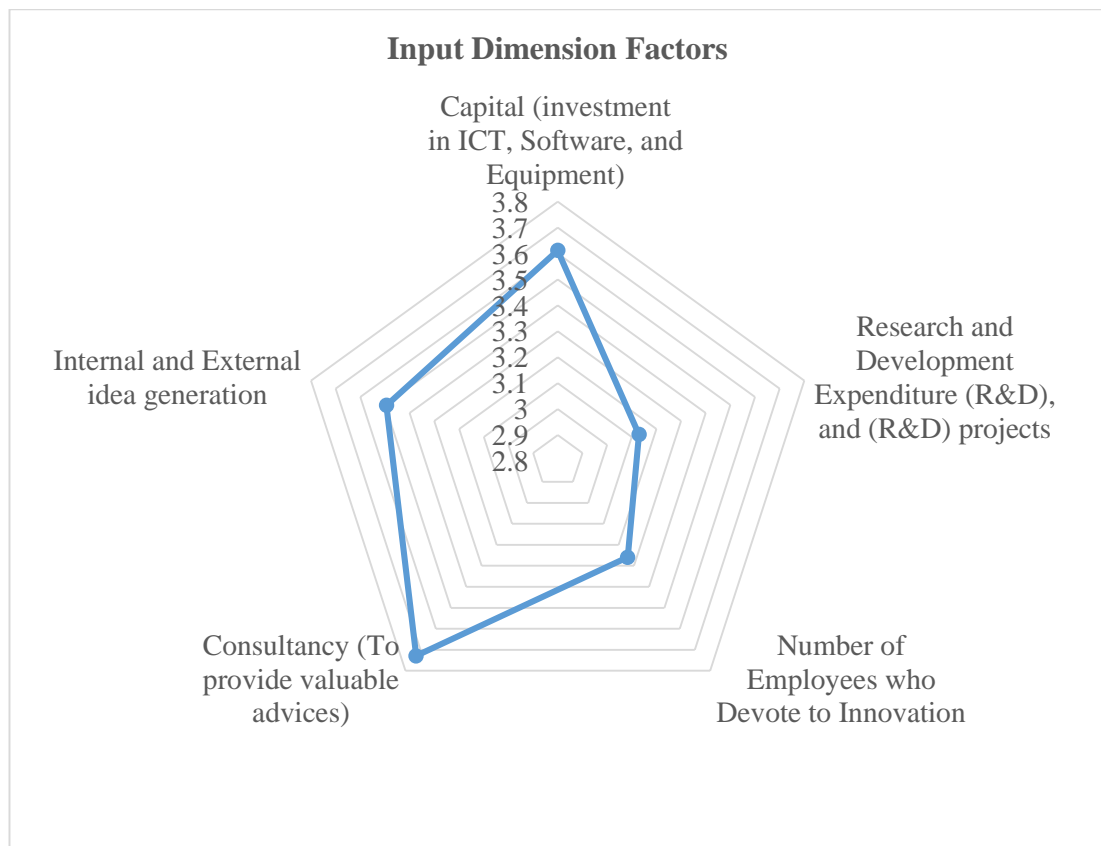 Input Dimension Factors
Capital (investment
in ICT, Software, and
Equipment)
3.8
3.7
3.6
3.5
3.4
3.3
3.2
3.1
3
2.9
2.8
Research and
Development
Expenditure (R&D),
and (R&D) projects
Number of
Employees who
Devote to Innovation
Consultancy (To
provide valuable
advices)
Internal and External
idea generation